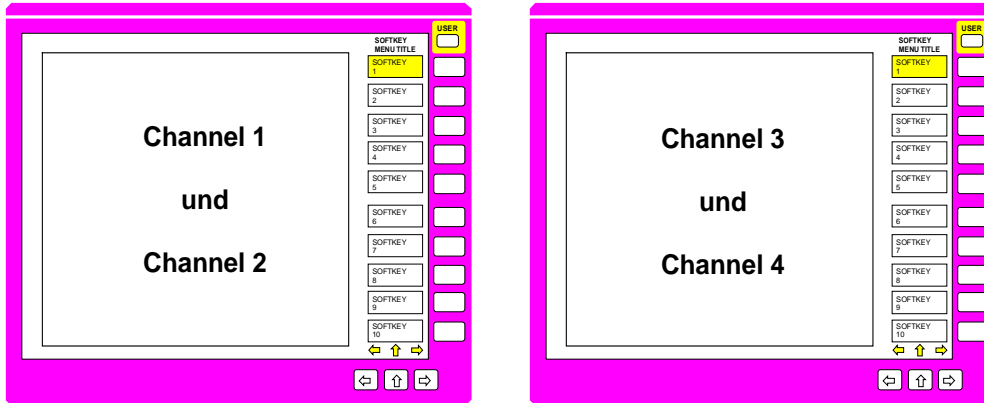 USER
SOFTKEY
MENU TITLE
SOFTKEY
1
SOFTKEY
2
SOFTKEY
3
SOFTKEY
4
SOFTKEY
5
SOFTKEY
6
SOFTKEY
7
SOFTKEY
8
SOFTKEY
9
SOFTKEY
10
Channel 1
und
Channel 2
USER
SOFTKEY
MENU TITLE
SOFTKEY
1
SOFTKEY
2
SOFTKEY
3
SOFTKEY
4
SOFTKEY
5
SOFTKEY
6
SOFTKEY
7
SOFTKEY
8
SOFTKEY
9
SOFTKEY
10
Channel 3
und
Channel 4